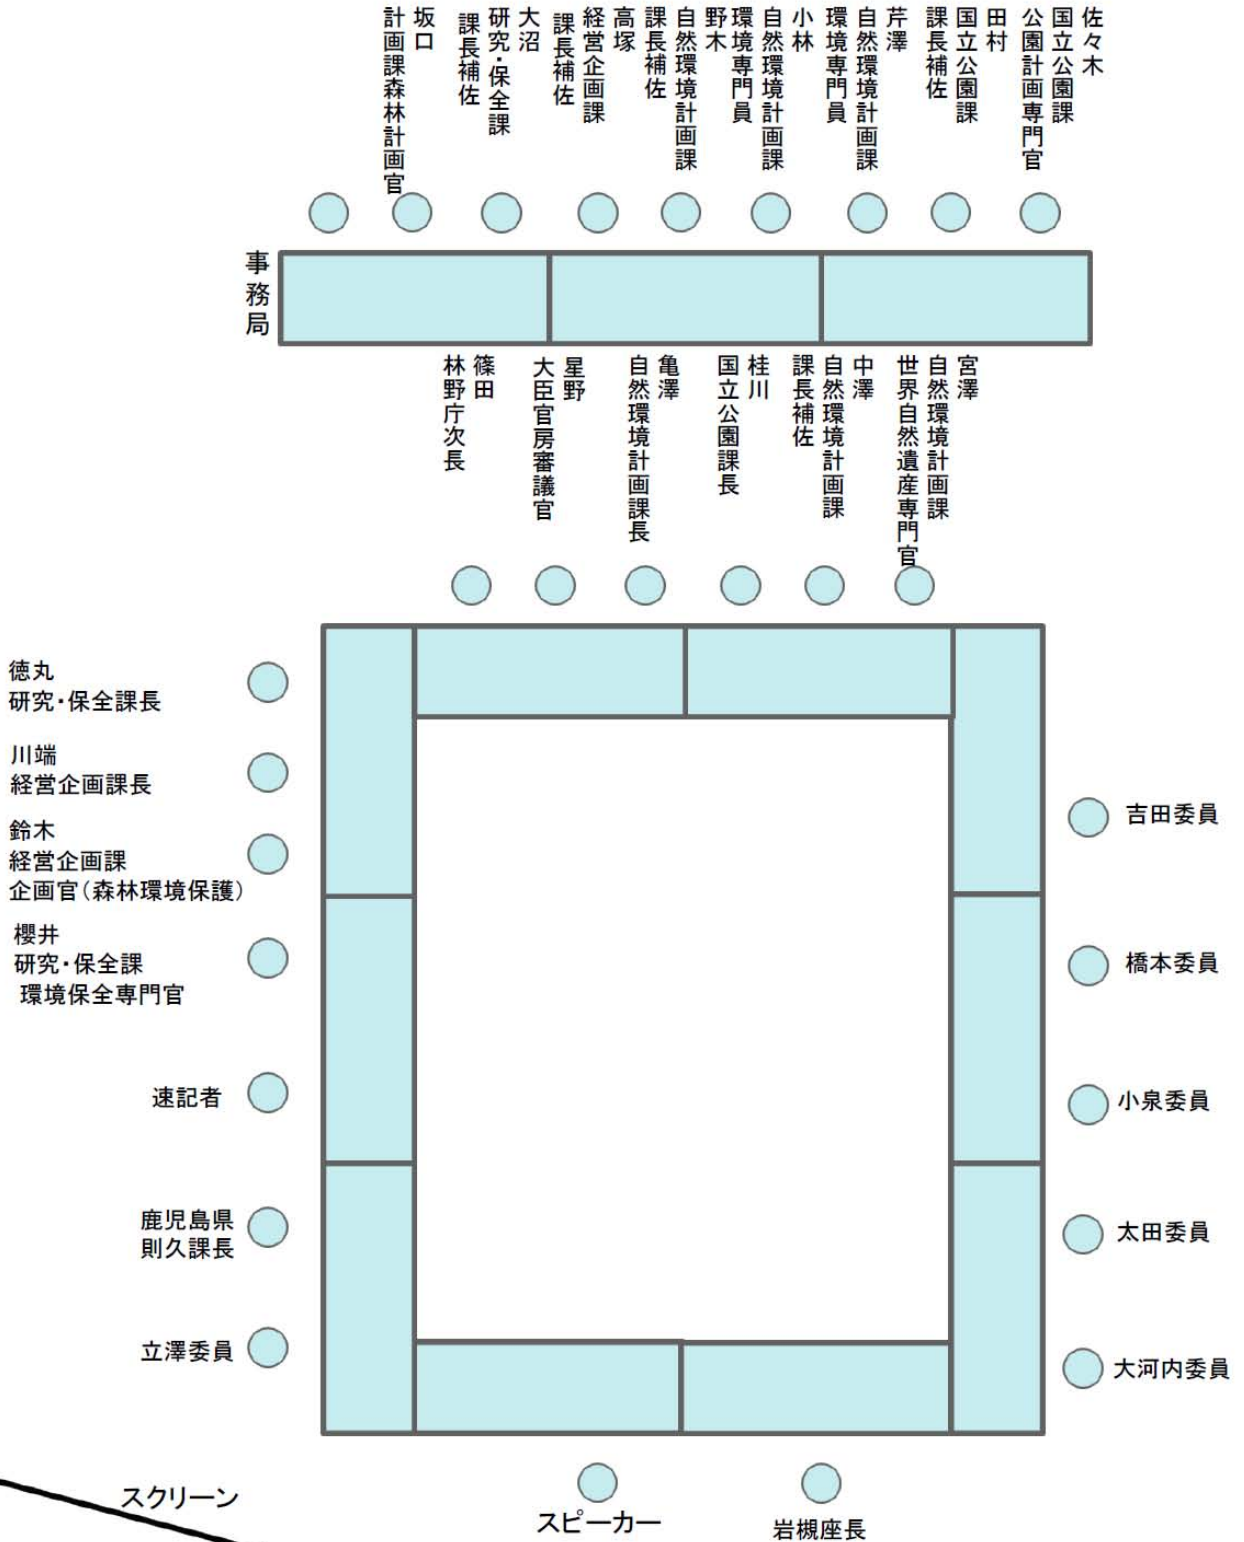 佐々木
国立公園課
公園計画専門官
田村
国立公園課
課長補佐
芹澤
自然環境計画課
環境専門員
小林
自然環境計画課
環境専門員
野木
自然環境計画課
課長補佐
高塚
経営企画課
課長補佐
大沼
研究・保全課
課長補佐
坂口
計画課森林計画官
事務局
宮澤
自然環境計画課
世界自然遺産専門官
中澤
自然環境計画課
課長補佐
桂川
国立公園課長
亀澤
自然環境計画課長
星野
大臣官房審議官
篠田
林野庁次長
徳丸
研究・保全課長
川端
経営企画課長
鈴木
経営企画課
企画官（森林環境保護）
櫻井
研究・保全課
環境保全専門官
速記者
鹿児島県
則久課長
立澤委員
吉田委員
橋本委員
小泉委員
太田委員
大河内委員
スクリーン
スピーカー
岩槻座長